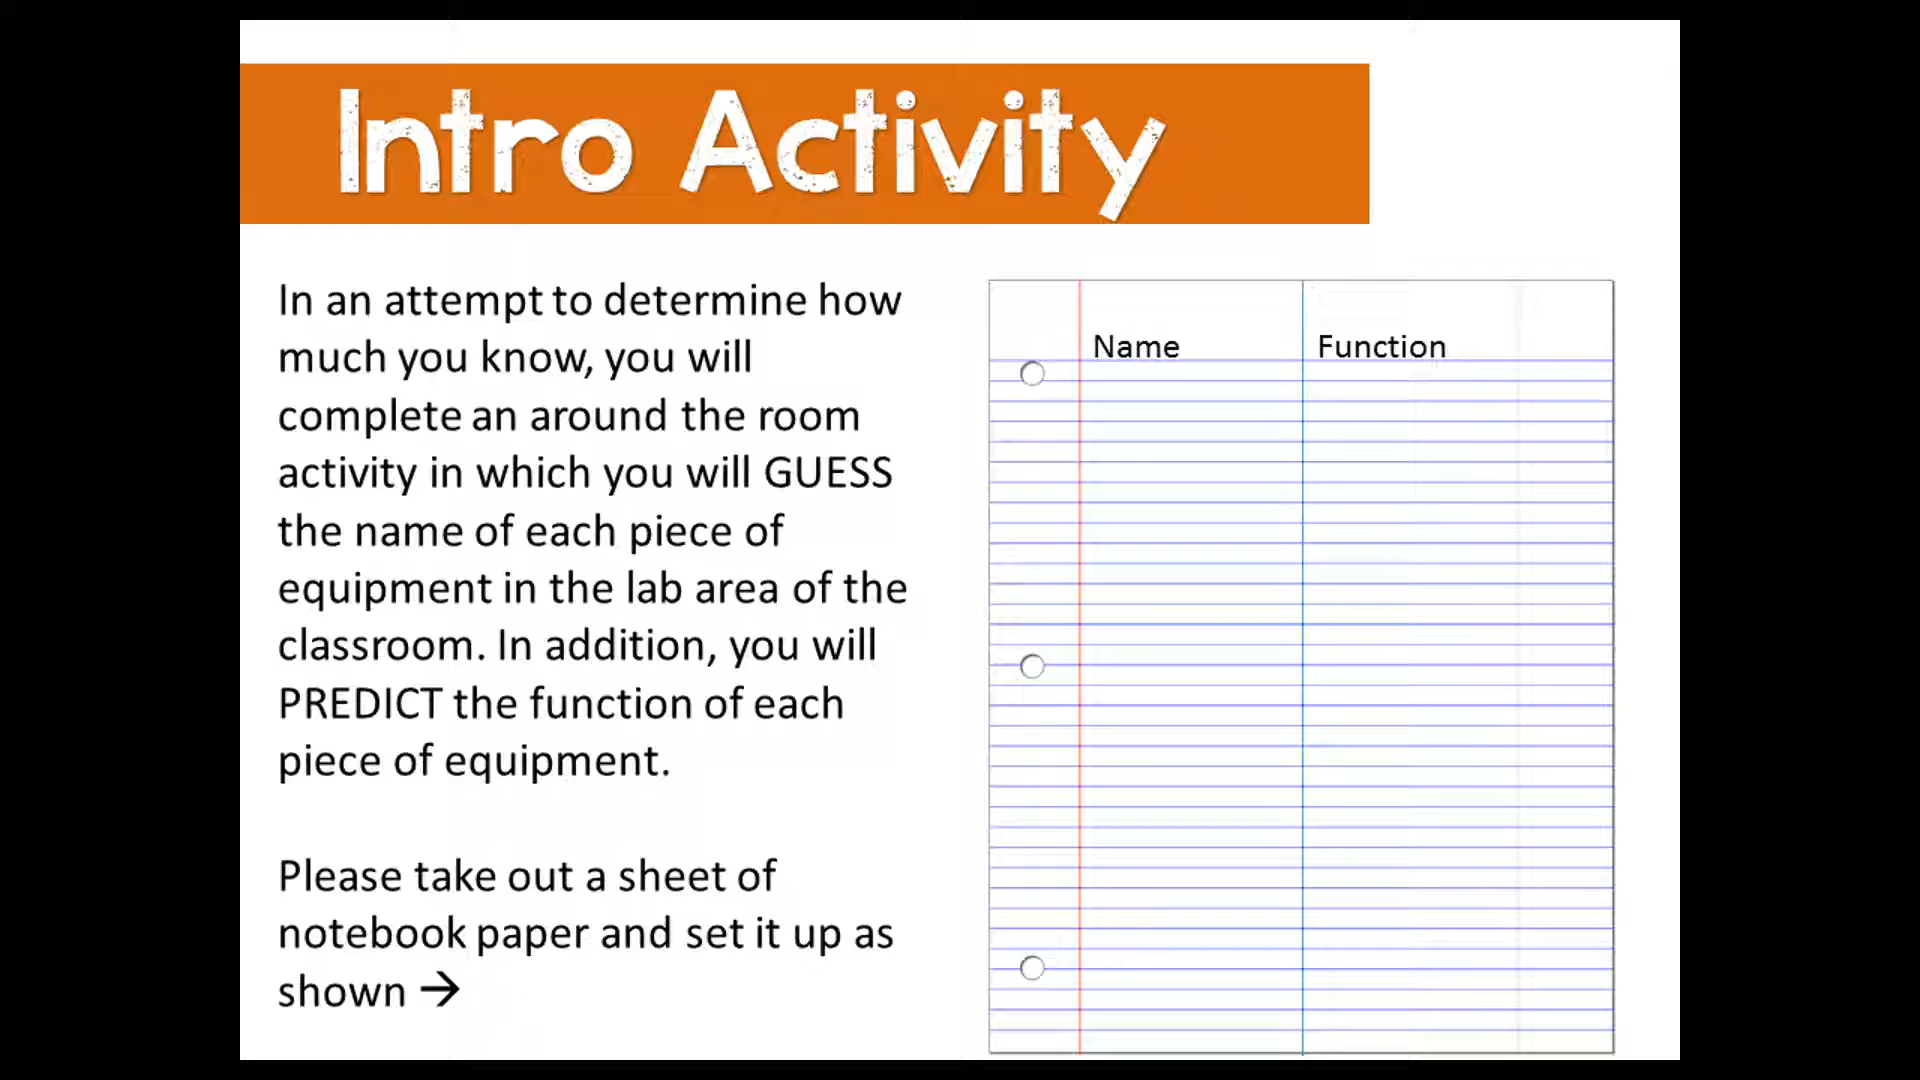 Intro Activity
In an attempt to determine how
much you know, you will
complete an around the room
activity in which you will GUESS
the name of each piece of
equipment in the lab area of the
classroom. In addition, you will
PREDICT the function of each
piece of equipment.
Please take out a sheet of
notebook paper and set it up as
shown →
Name
Function